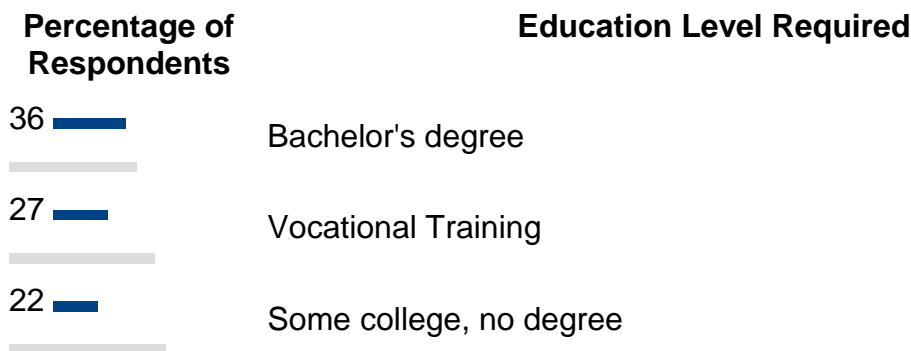 Percentage of Respondents
Education Level Required
36
Bachelor's degree
27
Vocational Training
22
Some college, no degree